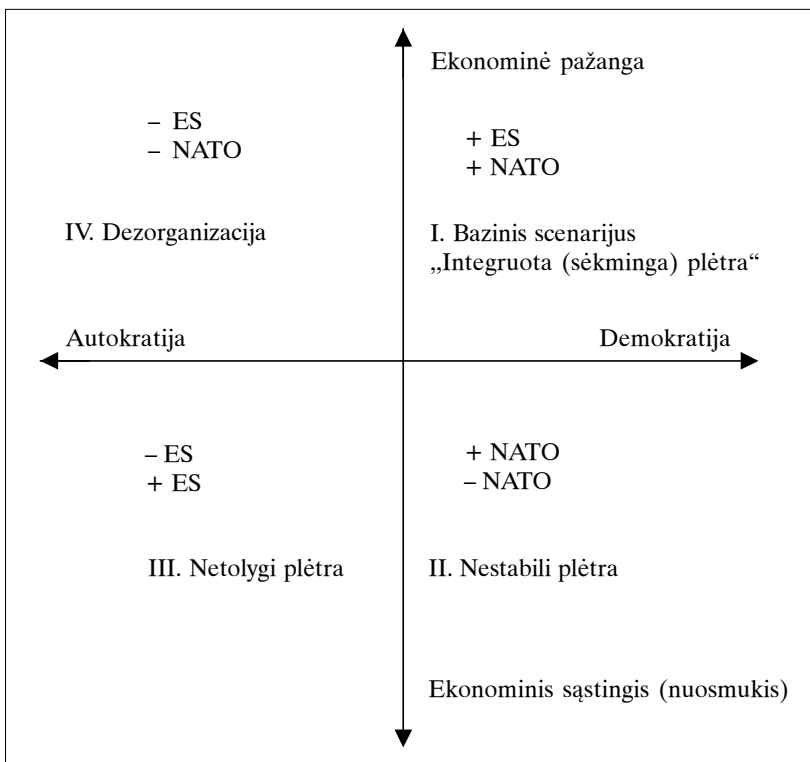 Ekonominė pažanga
– ES
– NATO
+ ES
+ NATO
IV. Dezorganizacija
I. Bazinis scenarijus
„Integruota (sėkminga) plėtra“
Autokratija
Demokratija
– ES
+ ES
+ NATO
– NATO
III. Netolygi plėtra
II. Nestabili plėtra
Ekonominis sąstingis (nuosmukis)